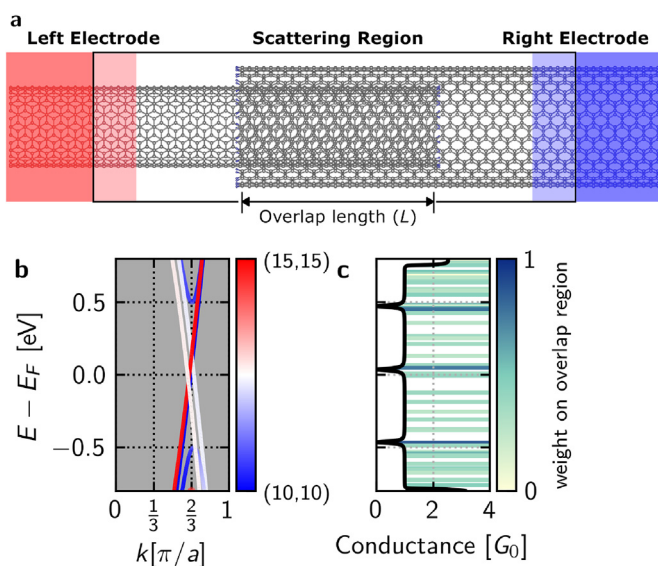 a
Left Electrode Scattering Region Right Electrode
Overlap length (L)
b
c
(15,15)
(10,10)
E − E_F [eV]
0.5
0.0
−0.5
0 1/3 2/3 1
k[π/a]
0 2 4
Conductance [G₀]
1
0
weight on overlap region